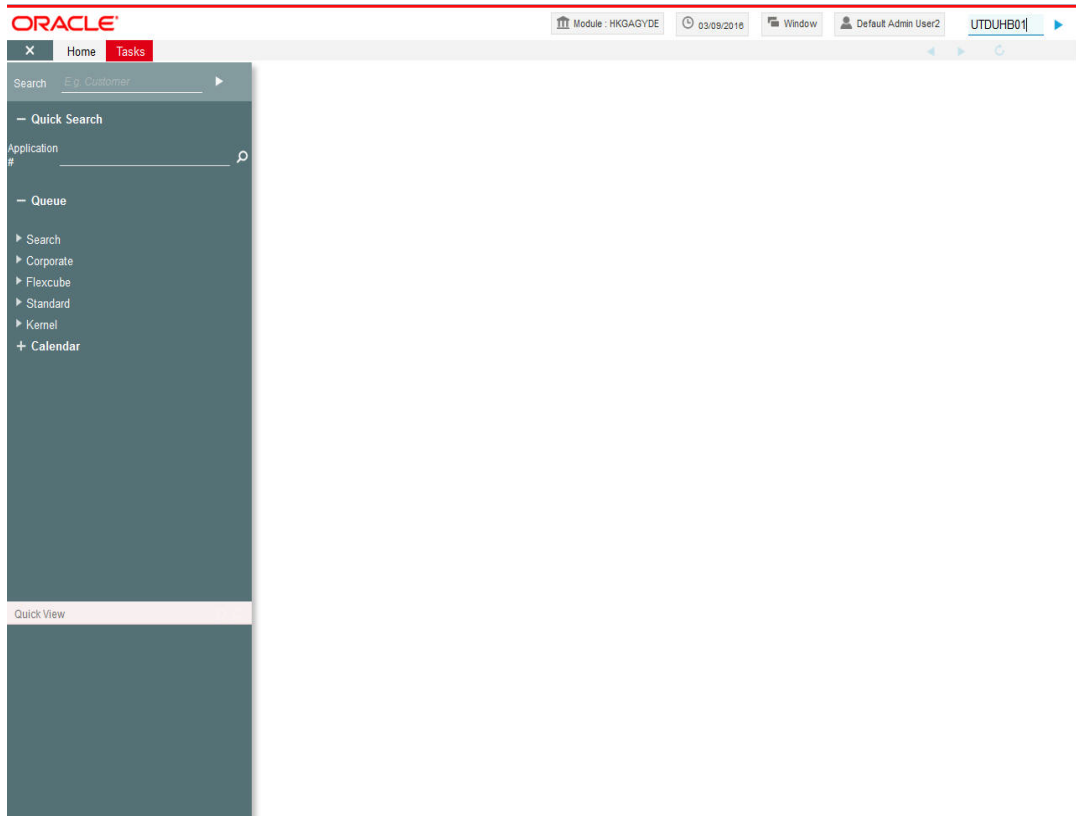 ORACLE®
Module : HKGAGYDE
03/09/2016
Window
Default Admin User2
UTDUHB01
Home
Tasks
Search E.g. Customer
Quick Search
Application
#
Queue
Search
Corporate
Flexcube
Standard
Kernel
Calendar
Quick View